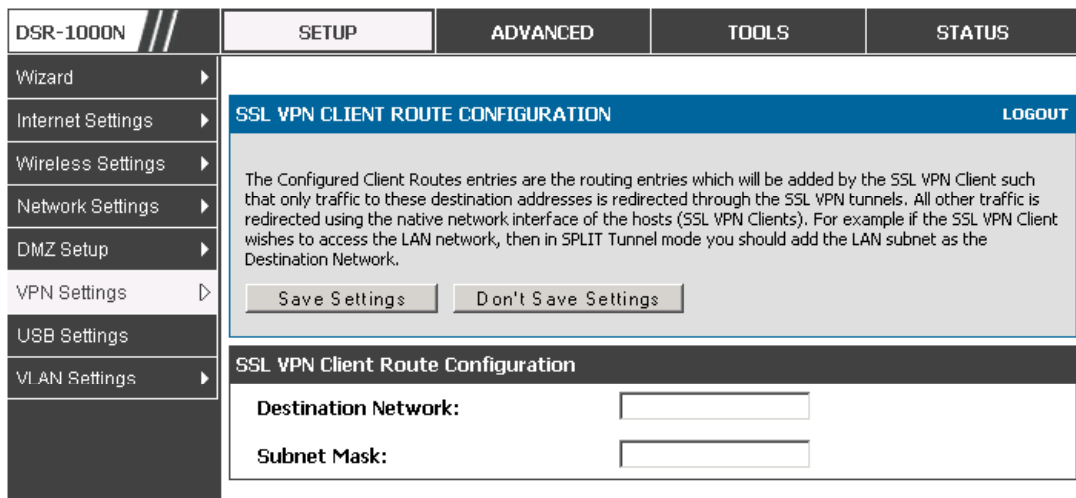 DSR-1000N
SETUP
ADVANCED
TOOLS
STATUS
Wizard
Internet Settings
Wireless Settings
Network Settings
DMZ Setup
VPN Settings
USB Settings
VLAN Settings
SSL VPN CLIENT ROUTE CONFIGURATION
LOGOUT
The Configured Client Routes entries are the routing entries which will be added by the SSL VPN Client such
that only traffic to these destination addresses is redirected through the SSL VPN tunnels. All other traffic is
redirected using the native network interface of the hosts (SSL VPN Clients). For example if the SSL VPN Client
wishes to access the LAN network, then in SPLIT Tunnel mode you should add the LAN subnet as the
Destination Network.
Save Settings
Don't Save Settings
SSL VPN Client Route Configuration
Destination Network:
Subnet Mask: